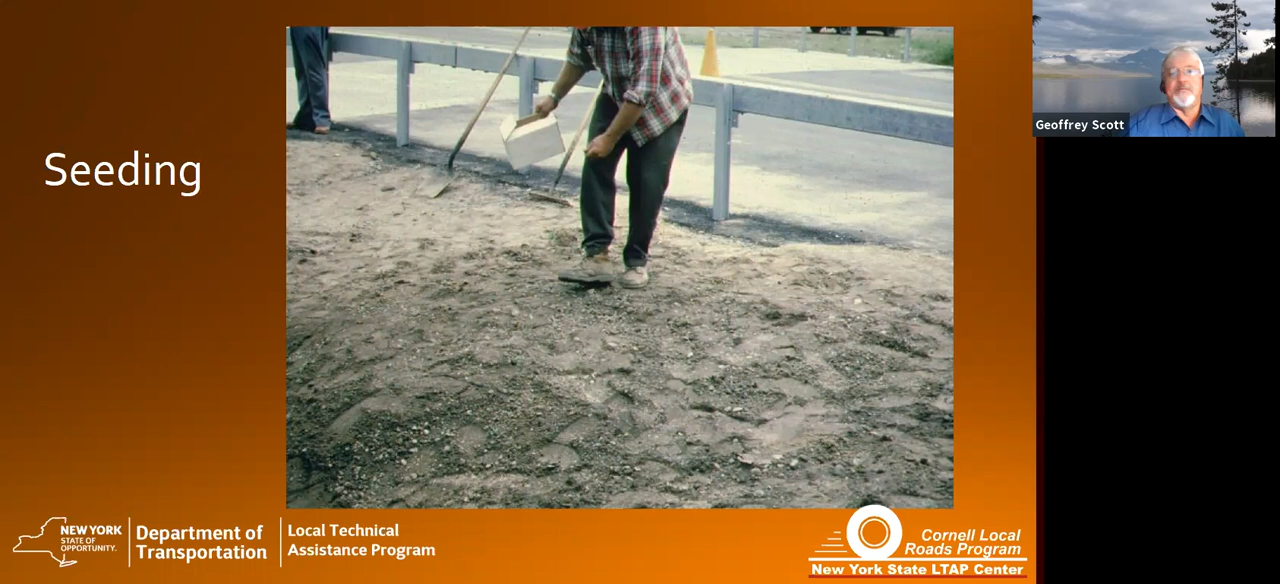 Seeding
Geoffrey Scott
NEW YORK
STATE OF
OPPORTUNITY.
Department of
Transportation
Local Technical
Assistance Program
Cornell Local
Roads Program
New York State LTAP Center